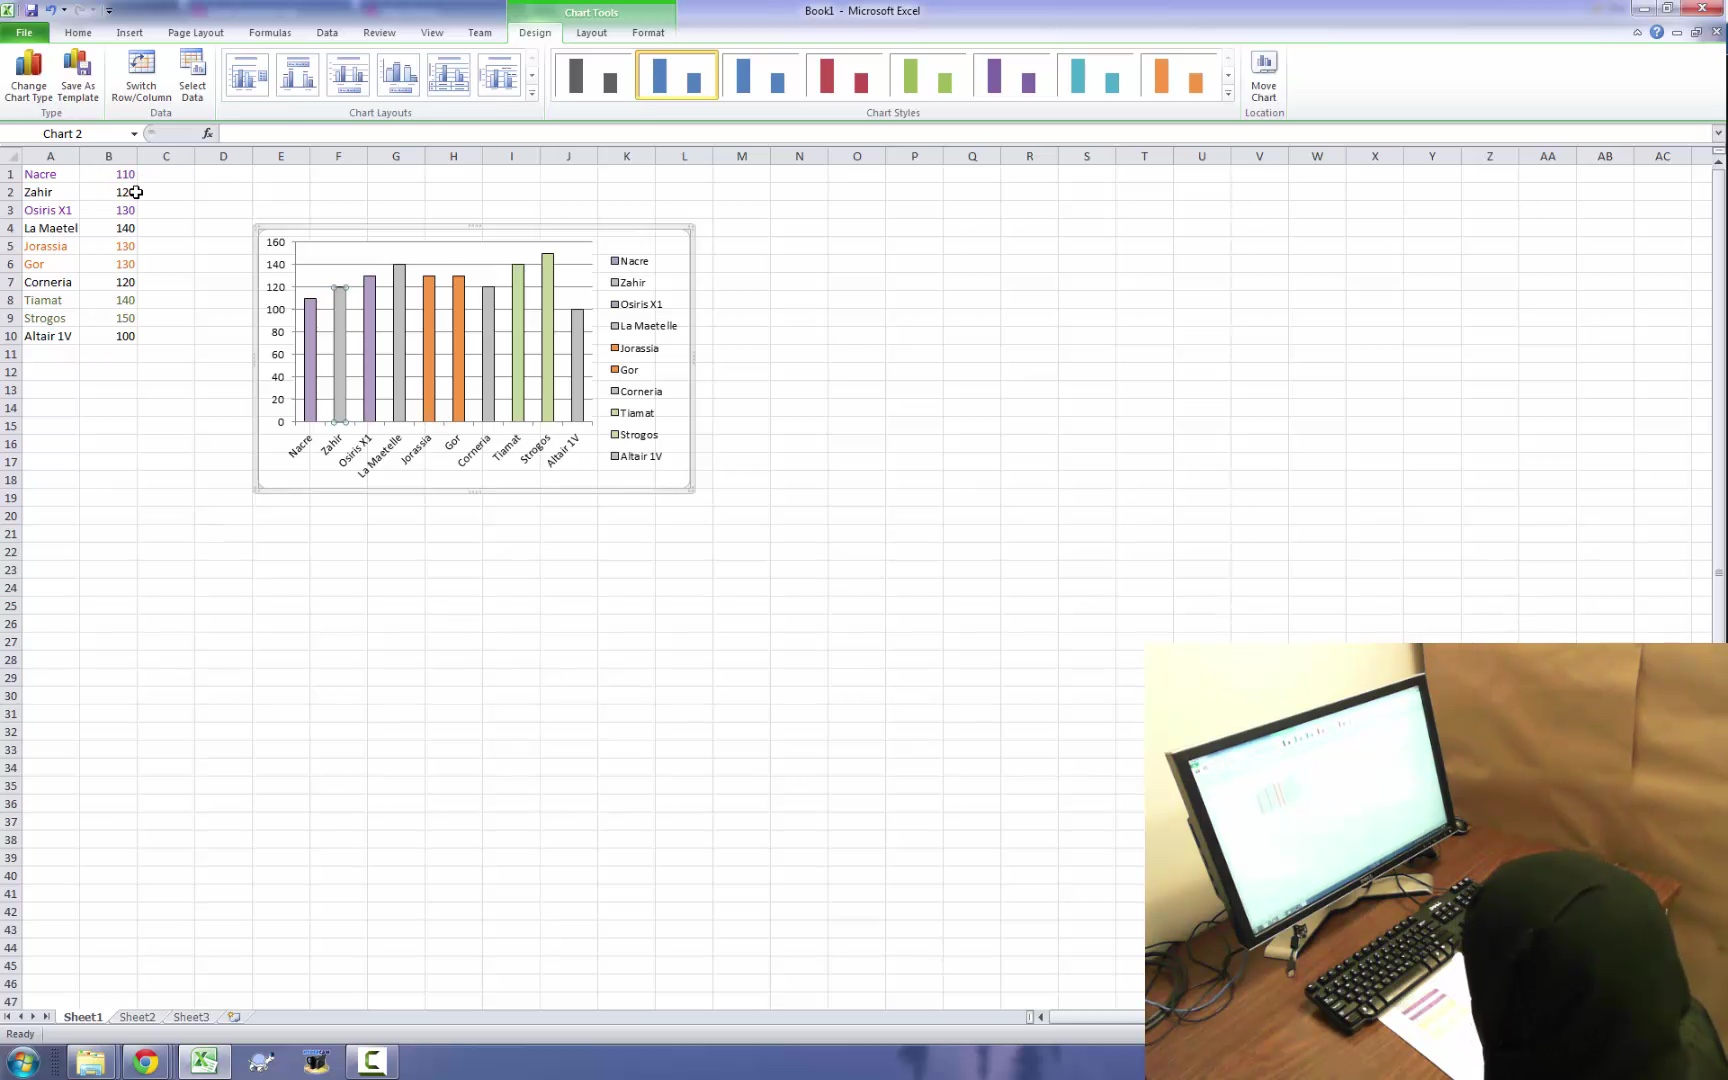 Chart Tools
Book1 - Microsoft Excel
File Home Insert Page Layout Formulas Data Review View Team Design Layout Format
Change Chart Type
Save As Template
Switch Row/Column
Select Data
Move Chart
Type Data Chart Layouts Chart Styles Location
Chart 2 fx
A B C D E F G H I J K L M N O P Q R S T U V W X Y Z AA AB AC
1 Nacre 110
2 Zahir 120
3 Osiris X1 130
4 La Maetel 140
5 Jorassia 130
6 Gor 130
7 Corneria 120
8 Tiamat 140
9 Strogos 150
10 Altair 1V 100
11
12
13
14
15
16
17
18
19
20
21
22
23
24
25
26
27
28
29
30
31
32
33
34
35
36
37
38
39
40
41
42
43
44
45
46
47
160
140
120
100
80
60
40
20
0
Nacre Zahir Osiris X1 La Maetelle Jorassia Gor Corneria Tiamat Strogos Altair 1V
Nacre
Zahir
Osiris X1
La Maetelle
Jorassia
Gor
Corneria
Tiamat
Strogos
Altair 1V
Sheet1 Sheet2 Sheet3
Ready